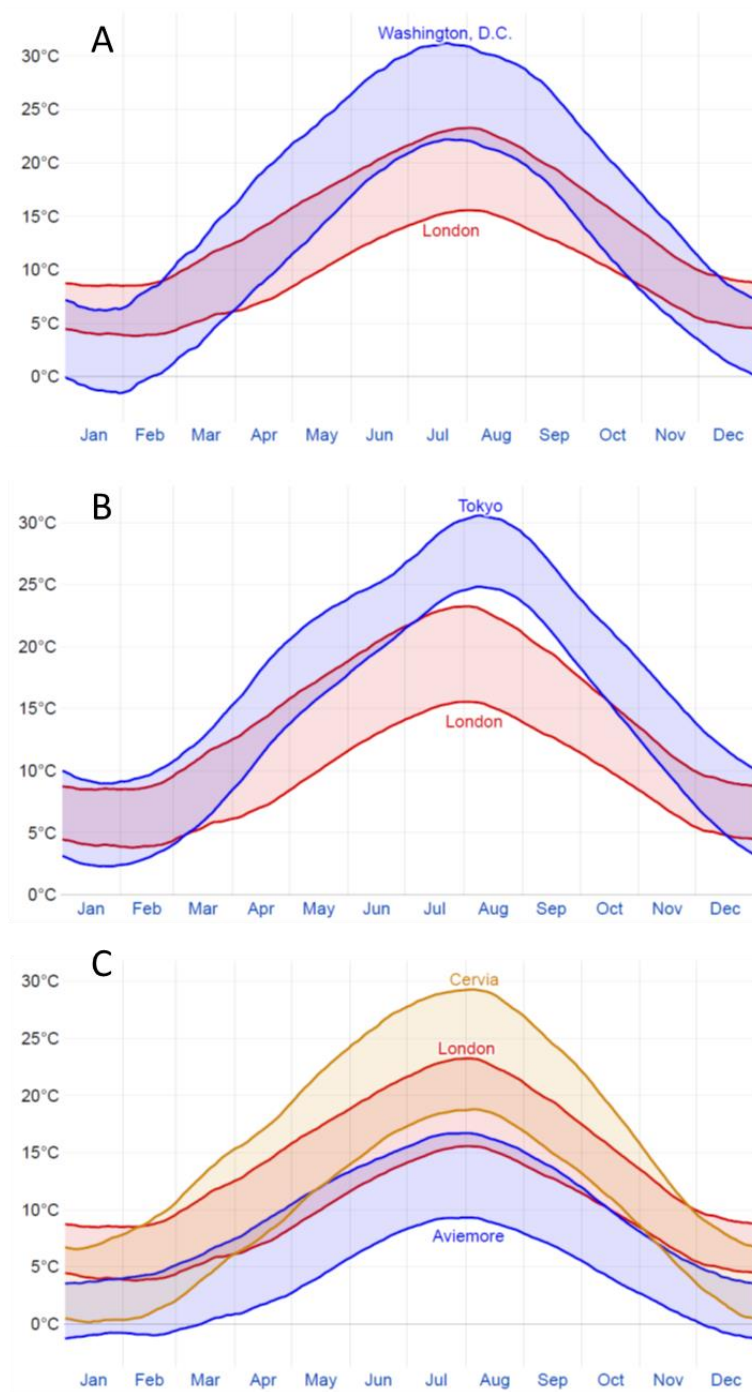 A
Washington, D.C.
30°C
25°C
20°C
15°C
London
10°C
5°C
0°C
Jan Feb Mar Apr May Jun Jul Aug Sep Oct Nov Dec
B
Tokyo
30°C
25°C
20°C
15°C
London
10°C
5°C
0°C
Jan Feb Mar Apr May Jun Jul Aug Sep Oct Nov Dec
C
Cervia
30°C
London
25°C
20°C
15°C
10°C
Aviemore
5°C
0°C
Jan Feb Mar Apr May Jun Jul Aug Sep Oct Nov Dec